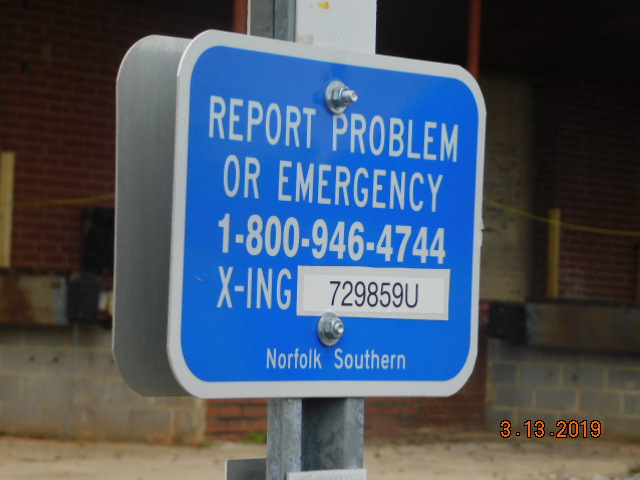 REPORT PROBLEM
OR EMERGENCY
1-800-946-4744
X-ING 729859U
Norfolk Southern
3.13.2019